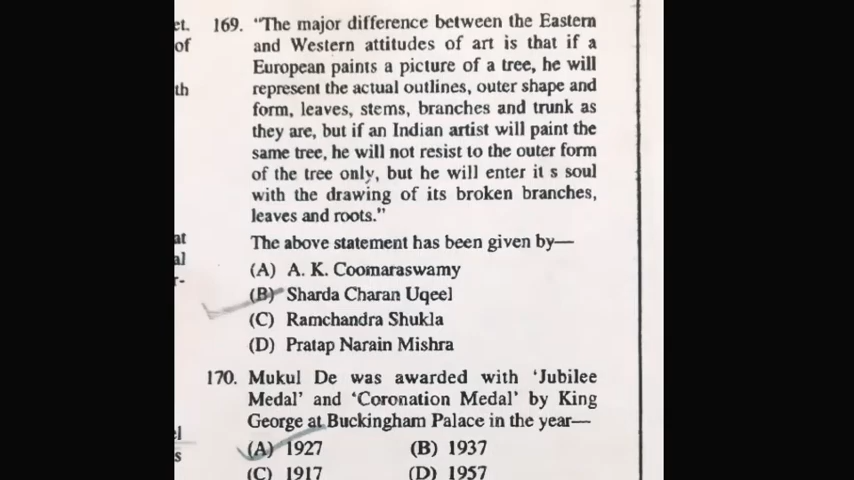 et.
of
th
at
al
r-
el
s
169. "The major difference between the Eastern
and Western attitudes of art is that if a
European paints a picture of a tree, he will
represent the actual outlines, outer shape and
form, leaves, stems, branches and trunk as
they are, but if an Indian artist will paint the
same tree, he will not resist to the outer form
of the tree only, but he will enter it s soul
with the drawing of its broken branches,
leaves and roots."
The above statement has been given by—
(A) A. K. Coomaraswamy
(B) Sharda Charan Uqeel
(C) Ramchandra Shukla
(D) Pratap Narain Mishra
170. Mukul De was awarded with 'Jubilee
Medal' and 'Coronation Medal' by King
George at Buckingham Palace in the year—
(A) 1927 (B) 1937
(C) 1917 (D) 1957